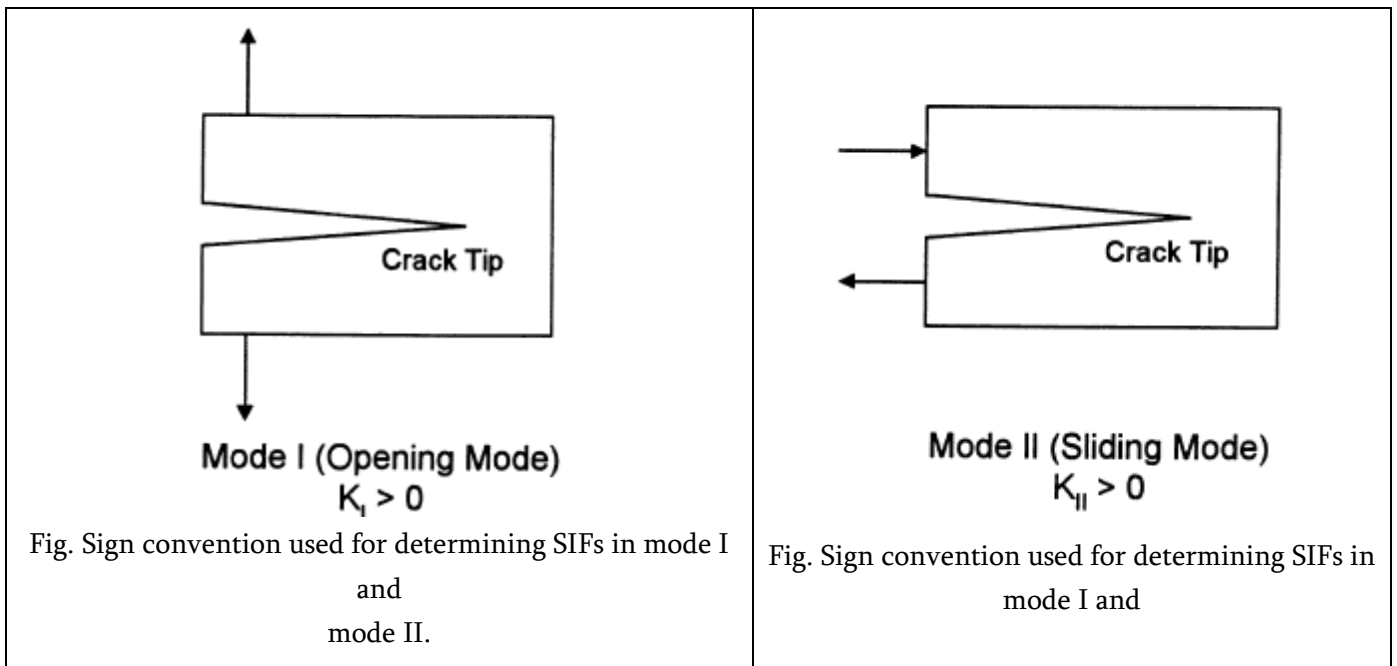 Crack Tip
Mode I (Opening Mode)
K_I > 0
Fig. Sign convention used for determining SIFs in mode I
and
mode II.
Crack Tip
Mode II (Sliding Mode)
K_II > 0
Fig. Sign convention used for determining SIFs in
mode I and